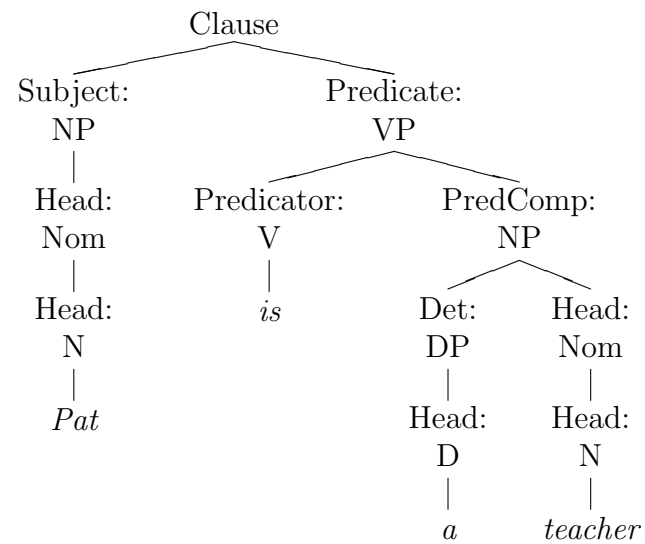 Clause
Subject: Predicate:
NP VP
Head: Predicator: PredComp:
Nom V NP
Head: is Det: Head:
N DP Nom
Pat Head: Head:
D N
a teacher